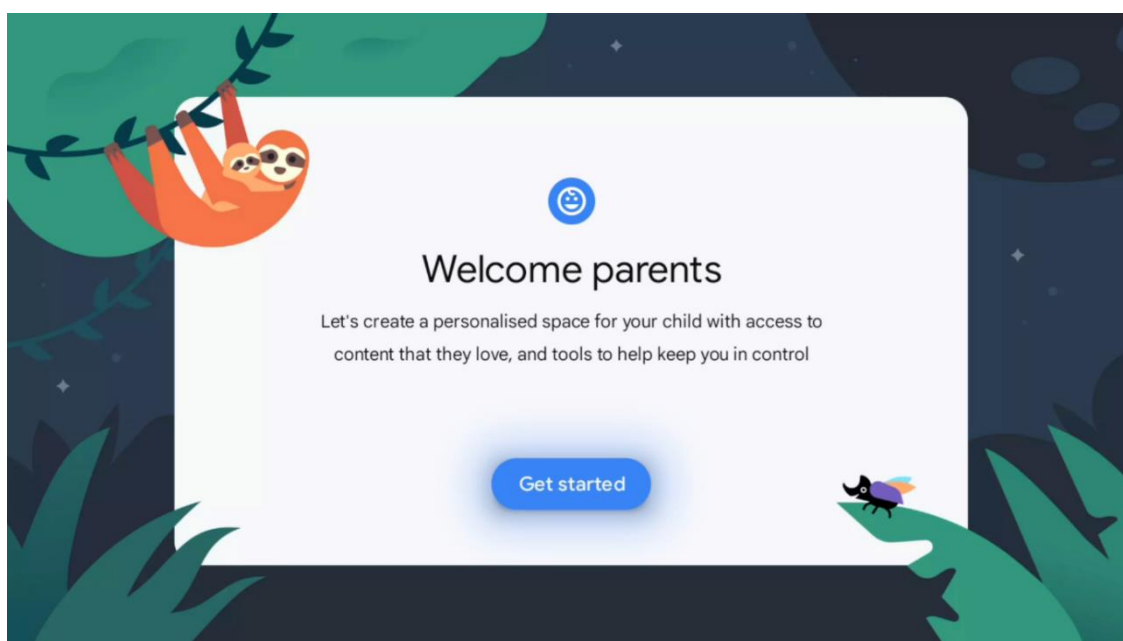 Welcome parents
Let's create a personalised space for your child with access to
content that they love, and tools to help keep you in control
Get started